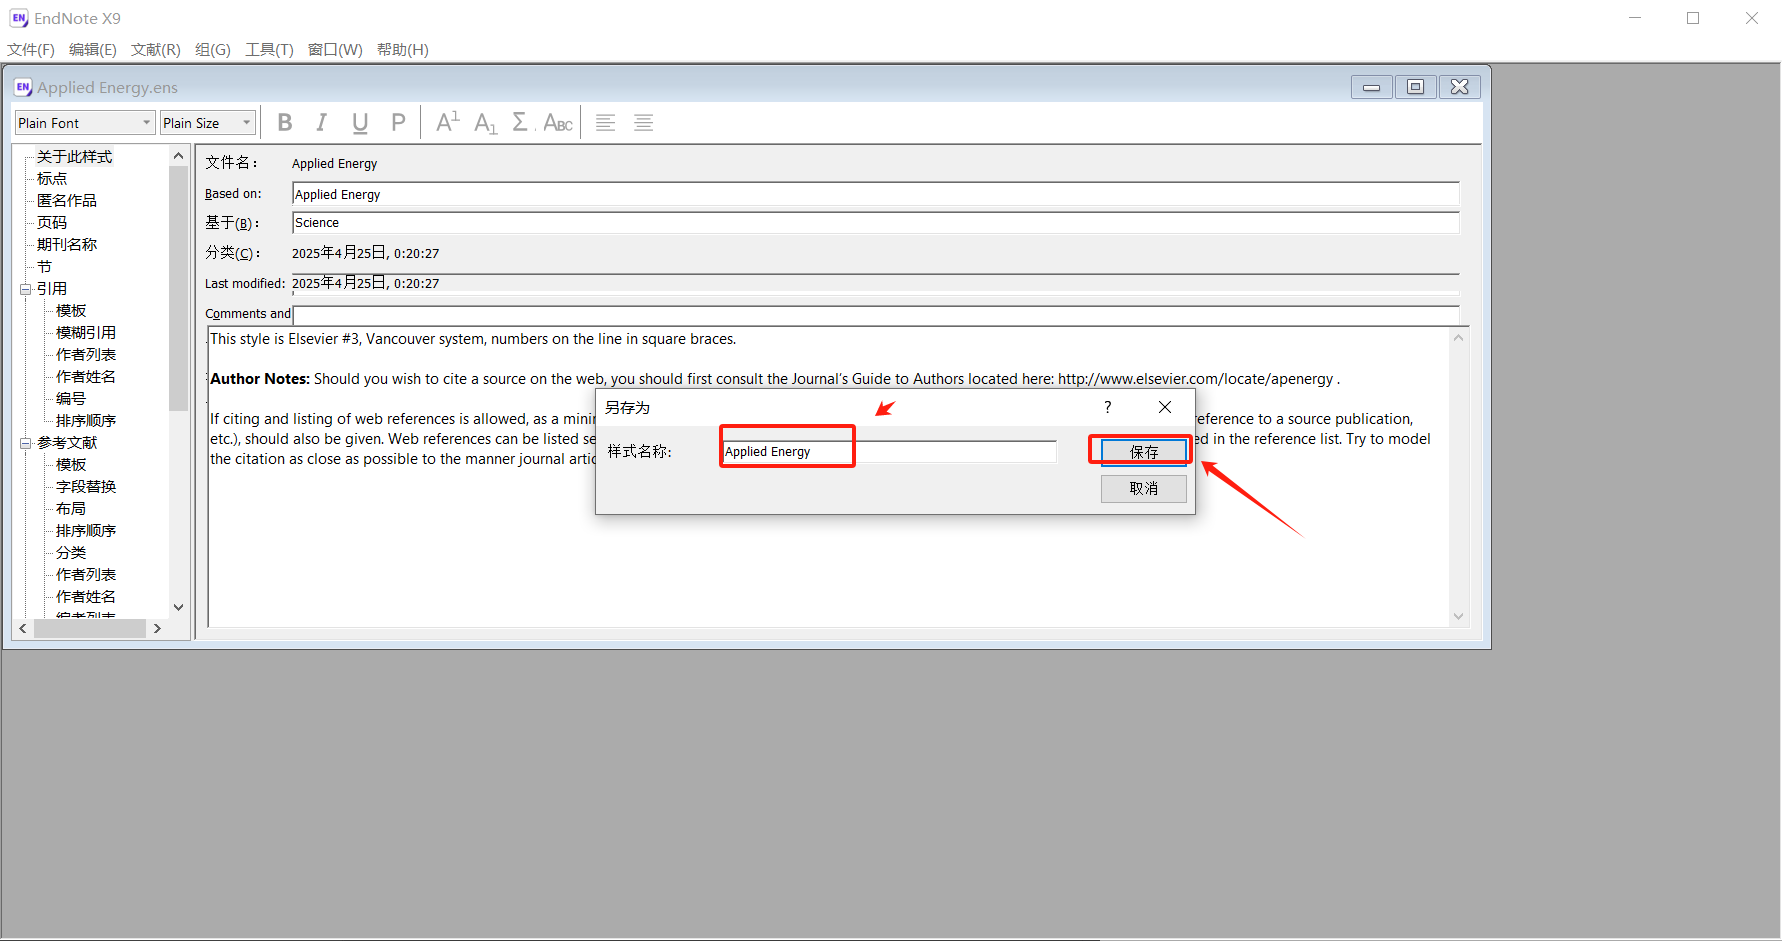 EndNote X9
文件(F) 编辑(E) 文献(R) 组(G) 工具(T) 窗口(W) 帮助(H)
Applied Energy.ens
Plain Font Plain Size B I U P A1 A1 Σ ABC
关于此样式
标点
匿名作品
页码
期刊名称
节
引用
模板
模糊引用
作者列表
作者姓名
编号
排序顺序
参考文献
模板
字段替换
布局
排序顺序
分类
作者列表
作者姓名
编者列表
文件名： Applied Energy
Based on: Applied Energy
基于(B)： Science
分类(C)： 2025年4月25日, 0:20:27
Last modified: 2025年4月25日, 0:20:27
Comments and
This style is Elsevier #3, Vancouver system, numbers on the line in square braces.
Author Notes: Should you wish to cite a source on the web, you should first consult the Journal's Guide to Authors located here: http://www.elsevier.com/locate/apenergy .
If citing and listing of web references is allowed, as a mini reference to a source publication,
etc.), should also be given. Web references can be listed se ed in the reference list. Try to model
the citation as close as possible to the manner journal artic
另存为 ?
样式名称: Applied Energy 保存
取消